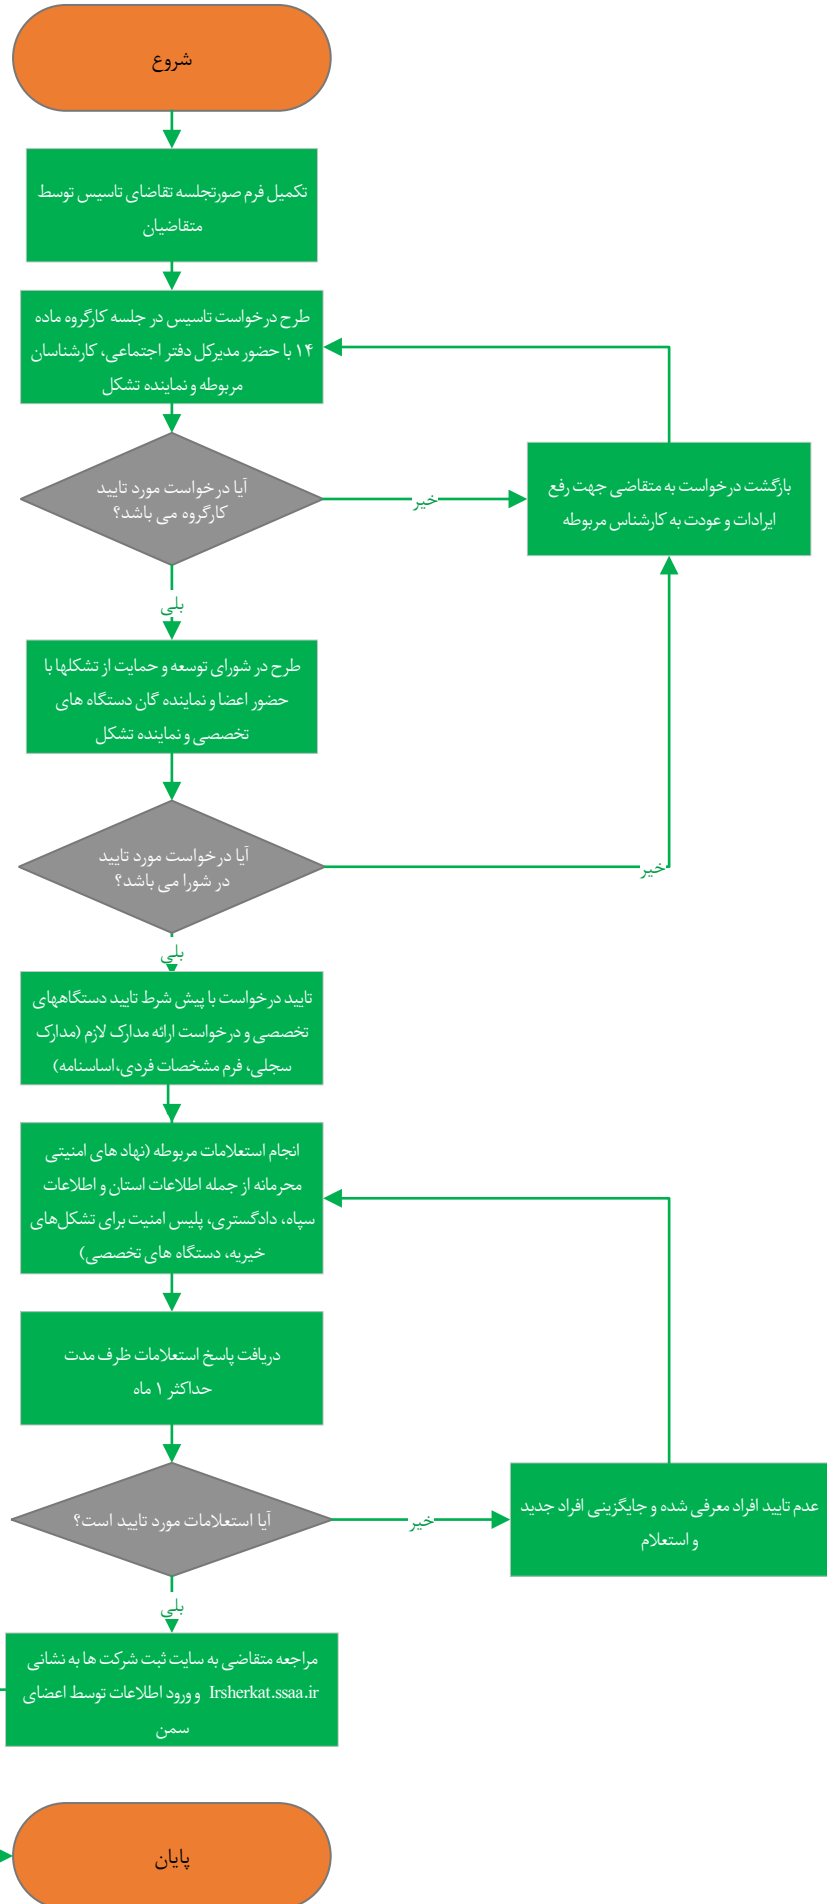 شروع
تکمیل فرم صورتجلسه تقاضای تاسیس توسط
متقاضیان
طرح درخواست تاسیس در جلسه کارگروه ماده
۱۴ با حضور مدیرکل دفتر اجتماعی، کارشناسان
مربوطه و نماینده تشکل
آیا درخواست مورد تایید
کارگروه می باشد؟
خیر
بازگشت درخواست به متقاضی جهت رفع
ایرادات و عودت به کارشناس مربوطه
بلی
طرح در شورای توسعه و حمایت از تشکلها با
حضور اعضا و نماینده گان دستگاه های
تخصصی و نماینده تشکل
آیا درخواست مورد تایید
در شورا می باشد؟
خیر
بلی
تایید درخواست با پیش شرط تایید دستگاههای
تخصصی و درخواست ارائه مدارک لازم (مدارک
سجلی، فرم مشخصات فردی،اساسنامه)
انجام استعلامات مربوطه (نهاد های امنیتی
محرمانه از جمله اطلاعات استان و اطلاعات
سپاه، دادگستری، پلیس امنیت برای تشکل‌های
خیریه، دستگاه های تخصصی)
دریافت پاسخ استعلامات ظرف مدت
حداکثر ۱ ماه
آیا استعلامات مورد تایید است؟
خیر
عدم تایید افراد معرفی شده و جایگزینی افراد جدید
و استعلام
بلی
مراجعه متقاضی به سایت ثبت شرکت ها به نشانی
Irsherkat.ssaa.ir و ورود اطلاعات توسط اعضای
سمن
پایان